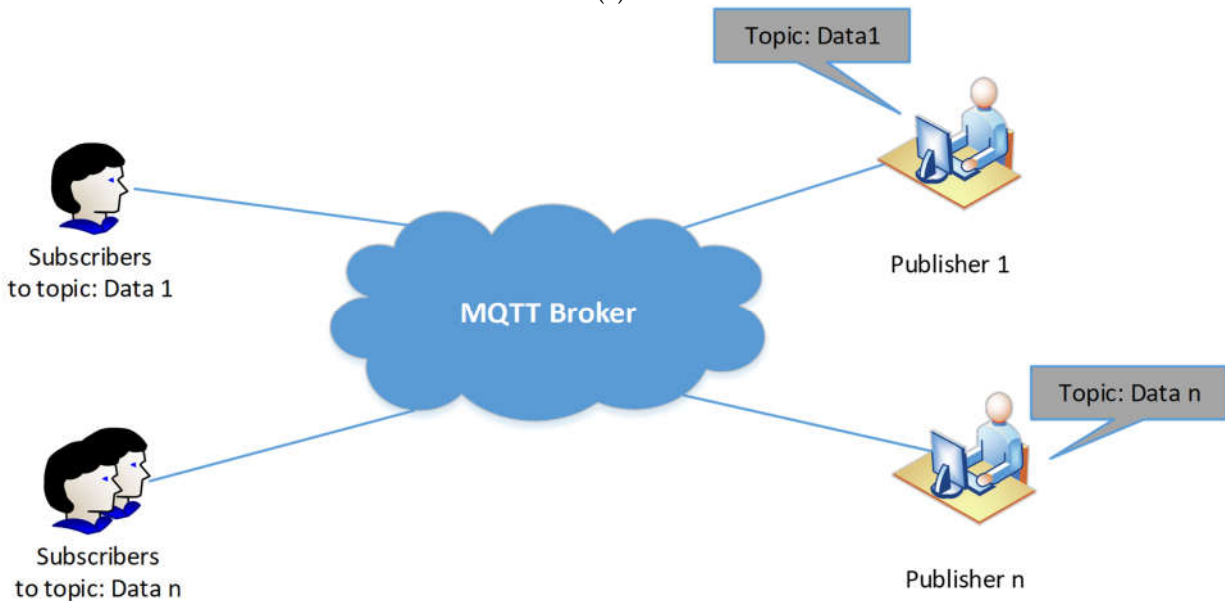 Topic: Data1
Subscribers
to topic: Data 1
Publisher 1
MQTT Broker
Topic: Data n
Subscribers
to topic: Data n
Publisher n